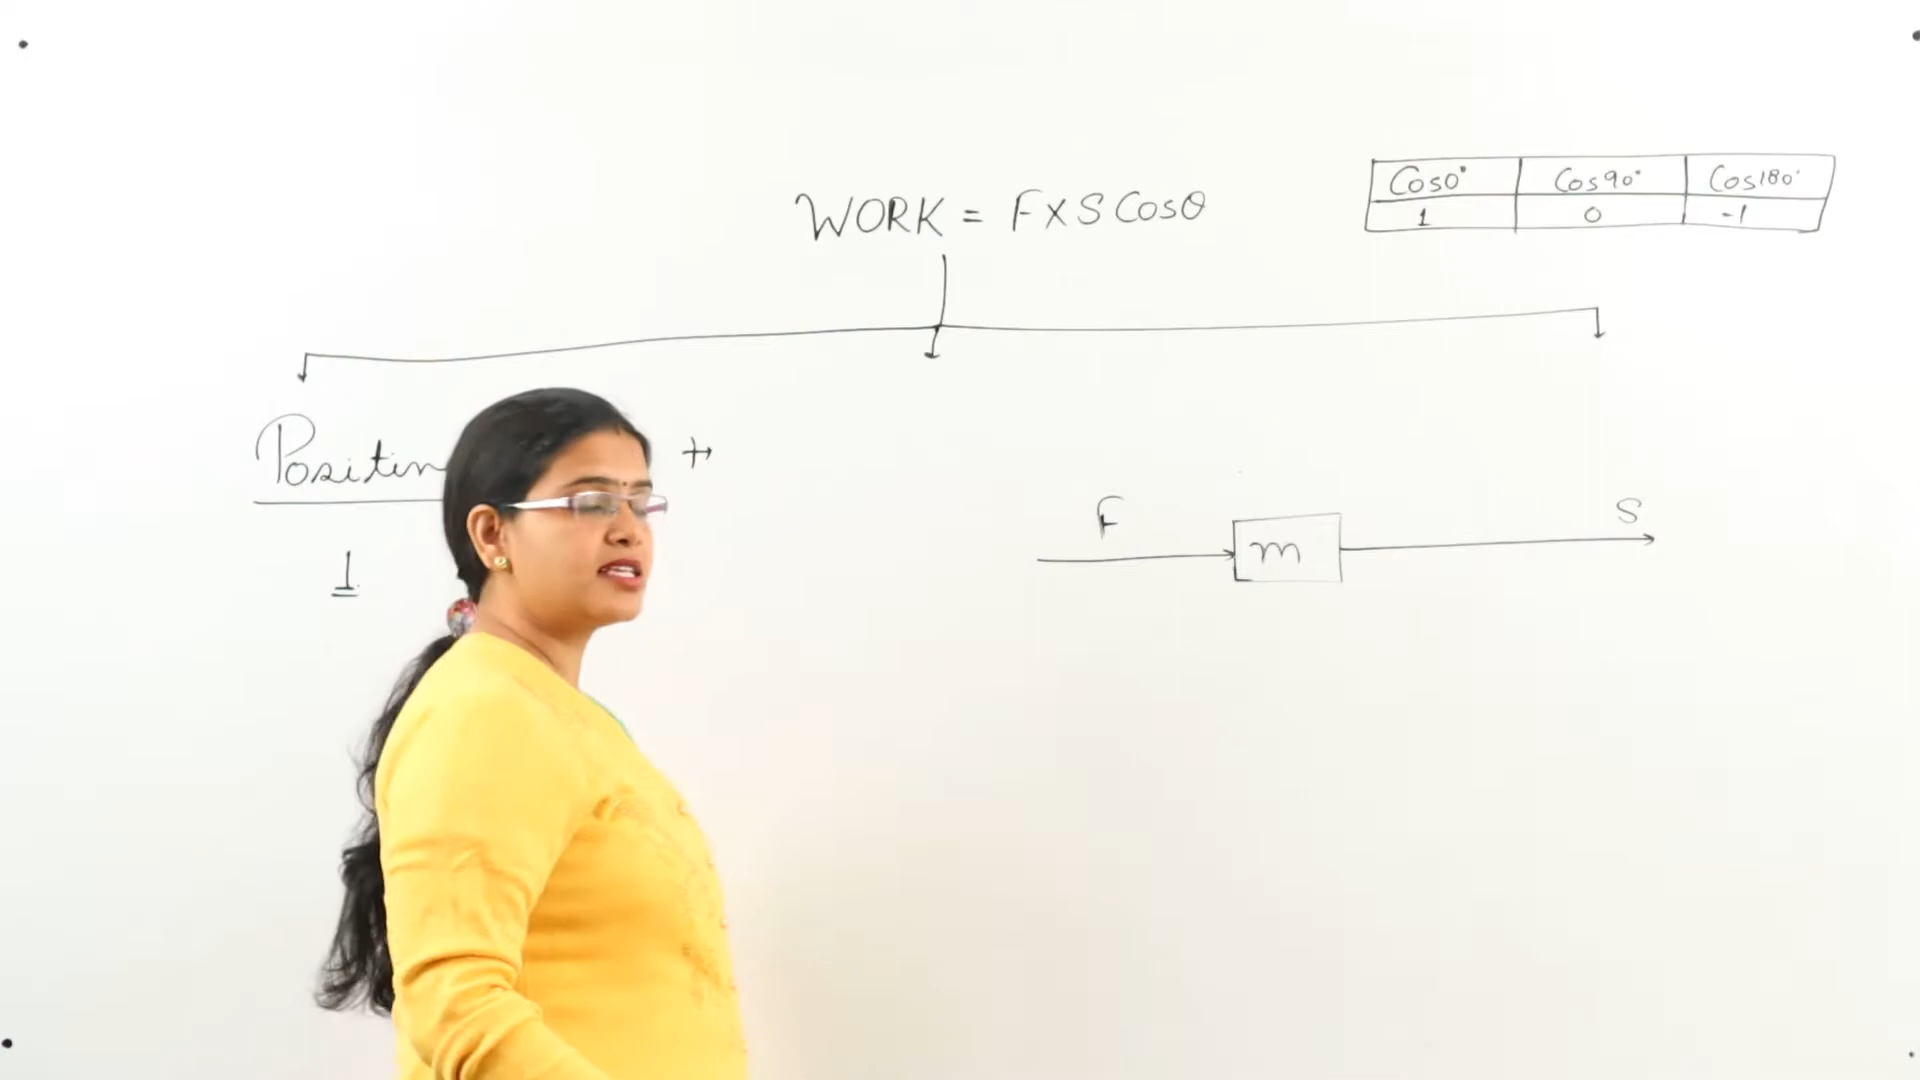 WORK = F x S Cosθ
Cos0° Cos90° Cos180°
1 0 -1
+
F m S
1